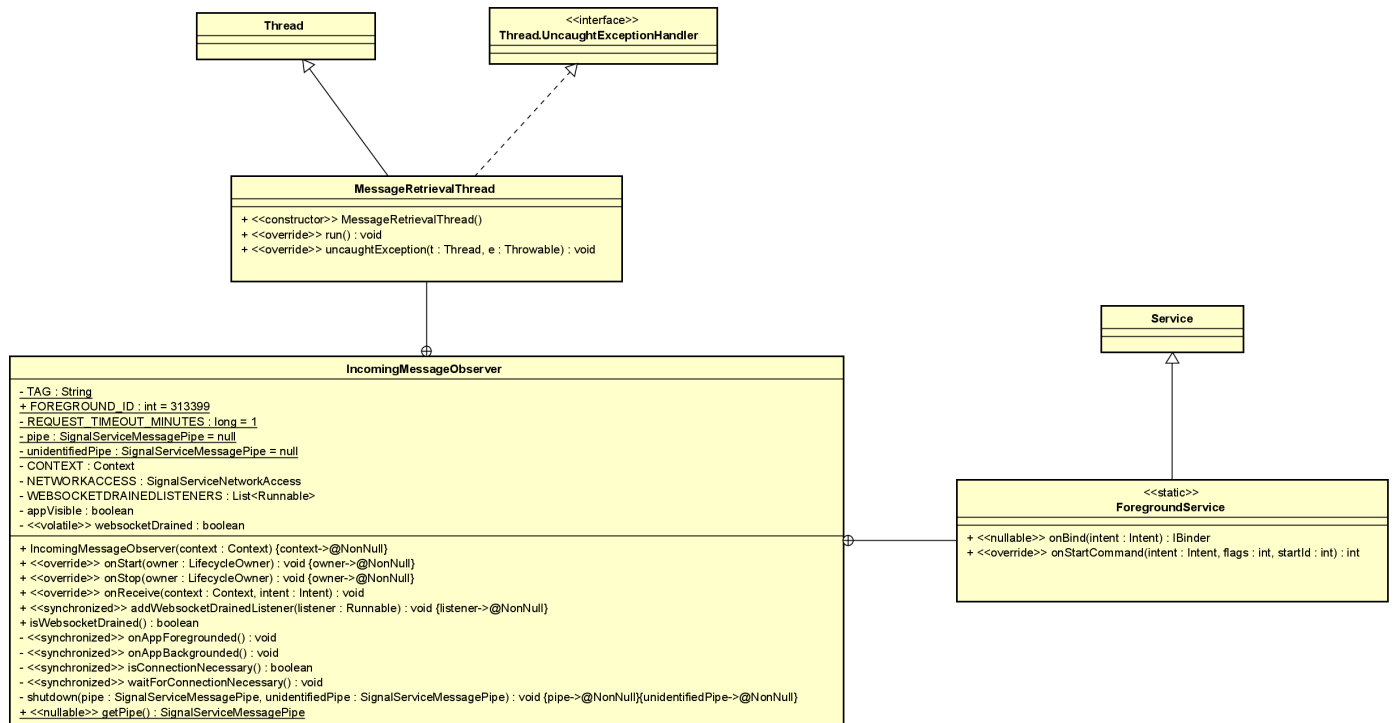 Thread
<<interface>>
Thread.UncaughtExceptionHandler
MessageRetrievalThread
+ <<constructor>> MessageRetrievalThread()
+ <<override>> run() : void
+ <<override>> uncaughtException(t : Thread, e : Throwable) : void
Service
IncomingMessageObserver
- TAG : String
+ FOREGROUND_ID : int = 313399
- REQUEST_TIMEOUT_MINUTES : long = 1
- pipe : SignalServiceMessagePipe = null
- unidentifiedPipe : SignalServiceMessagePipe = null
- CONTEXT : Context
- NETWORKACCESS : SignalServiceNetworkAccess
- WEBSOCKETDRAINEDLISTENERS : List<Runnable>
- appVisible : boolean
- <<volatile>> websocketDrained : boolean
+ IncomingMessageObserver(context : Context) {context->@NonNull}
+ <<override>> onStart(owner : LifecycleOwner) : void {owner->@NonNull}
+ <<override>> onStop(owner : LifecycleOwner) : void {owner->@NonNull}
+ <<override>> onReceive(context : Context, intent : Intent) : void
+ <<synchronized>> addWebsocketDrainedListener(listener : Runnable) : void {listener->@NonNull}
+ isWebsocketDrained() : boolean
- <<synchronized>> onAppForegrounded() : void
- <<synchronized>> onAppBackgrounded() : void
- <<synchronized>> isConnectionNecessary() : boolean
- <<synchronized>> waitForConnectionNecessary() : void
- shutdown(pipe : SignalServiceMessagePipe, unidentifiedPipe : SignalServiceMessagePipe) : void {pipe->@NonNull}{unidentifiedPipe->@NonNull}
+ <<nullable>> getPipe() : SignalServiceMessagePipe
<<static>>
ForegroundService
+ <<nullable>> onBind(intent : Intent) : IBinder
+ <<override>> onStartCommand(intent : Intent, flags : int, startId : int) : int